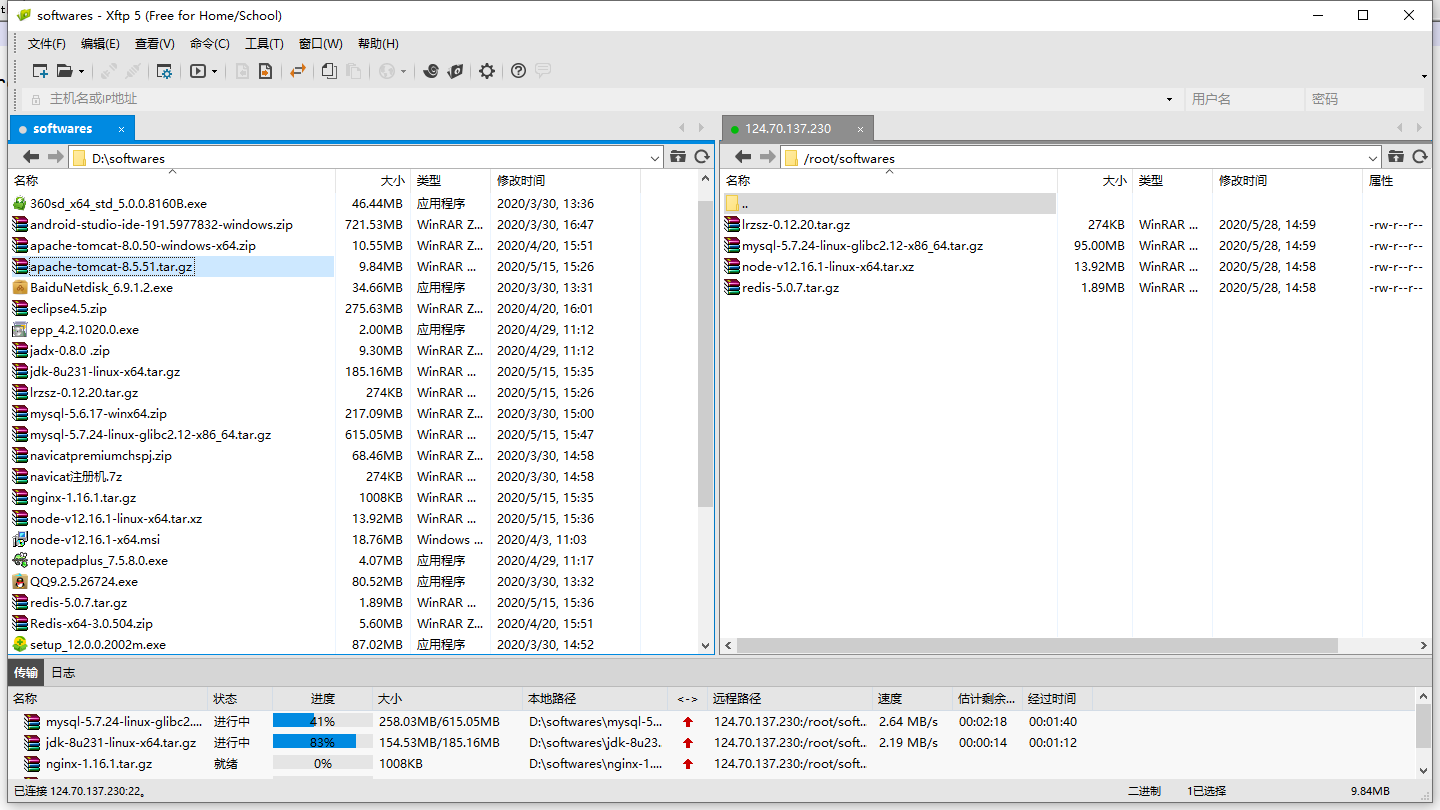 softwares - Xftp 5 (Free for Home/School)
文件(F) 编辑(E) 查看(V) 命令(C) 工具(T) 窗口(W) 帮助(H)
主机名或IP地址 用户名 密码
softwares ×
D:\softwares
名称 大小 类型 修改时间
360sd_x64_std_5.0.0.8160B.exe 46.44MB 应用程序 2020/3/30, 13:36
android-studio-ide-191.5977832-windows.zip 721.53MB WinRAR Z... 2020/3/30, 16:47
apache-tomcat-8.0.50-windows-x64.zip 10.55MB WinRAR Z... 2020/4/20, 15:51
apache-tomcat-8.5.51.tar.gz 9.84MB WinRAR ... 2020/5/15, 15:26
BaiduNetdisk_6.9.1.2.exe 34.66MB 应用程序 2020/3/30, 13:31
eclipse4.5.zip 275.63MB WinRAR Z... 2020/4/20, 16:01
epp_4.2.1020.0.exe 2.00MB 应用程序 2020/4/29, 11:12
jadx-0.8.0 .zip 9.30MB WinRAR Z... 2020/4/29, 11:12
jdk-8u231-linux-x64.tar.gz 185.16MB WinRAR ... 2020/5/15, 15:35
lrzsz-0.12.20.tar.gz 274KB WinRAR ... 2020/5/15, 15:26
mysql-5.6.17-winx64.zip 217.09MB WinRAR Z... 2020/3/30, 15:00
mysql-5.7.24-linux-glibc2.12-x86_64.tar.gz 615.05MB WinRAR ... 2020/5/15, 15:47
navicatpremiumchspj.zip 68.46MB WinRAR Z... 2020/3/30, 14:58
navicat注册机.7z 274KB WinRAR ... 2020/3/30, 14:58
nginx-1.16.1.tar.gz 1008KB WinRAR ... 2020/5/15, 15:35
node-v12.16.1-linux-x64.tar.xz 13.92MB WinRAR ... 2020/5/15, 15:36
node-v12.16.1-x64.msi 18.76MB Windows ... 2020/4/3, 11:03
notepadplus_7.5.8.0.exe 4.07MB 应用程序 2020/4/29, 11:17
QQ9.2.5.26724.exe 80.52MB 应用程序 2020/3/30, 13:32
redis-5.0.7.tar.gz 1.89MB WinRAR ... 2020/5/15, 15:36
Redis-x64-3.0.504.zip 5.60MB WinRAR Z... 2020/4/20, 15:51
setup_12.0.0.2002m.exe 87.02MB 应用程序 2020/3/30, 14:52
124.70.137.230 ×
/root/softwares
名称 大小 类型 修改时间 属性
..
lrzsz-0.12.20.tar.gz 274KB WinRAR ... 2020/5/28, 14:59 -rw-r--r--
mysql-5.7.24-linux-glibc2.12-x86_64.tar.gz 95.00MB WinRAR ... 2020/5/28, 14:59 -rw-r--r--
node-v12.16.1-linux-x64.tar.xz 13.92MB WinRAR ... 2020/5/28, 14:58 -rw-r--r--
redis-5.0.7.tar.gz 1.89MB WinRAR ... 2020/5/28, 14:58 -rw-r--r--
传输 日志
名称 状态 进度 大小 本地路径 <-> 远程路径 速度 估计剩余... 经过时间
mysql-5.7.24-linux-glibc2.... 进行中 41% 258.03MB/615.05MB D:\softwares\mysql-5... 124.70.137.230:/root/soft.. 2.64 MB/s 00:02:18 00:01:40
jdk-8u231-linux-x64.tar.gz 进行中 83% 154.53MB/185.16MB D:\softwares\jdk-8u23.. 124.70.137.230:/root/soft.. 2.19 MB/s 00:00:14 00:01:12
nginx-1.16.1.tar.gz 就绪 0% 1008KB D:\softwares\nginx-1.... 124.70.137.230:/root/soft..
已连接 124.70.137.230:22。 二进制 1已选择 9.84MB